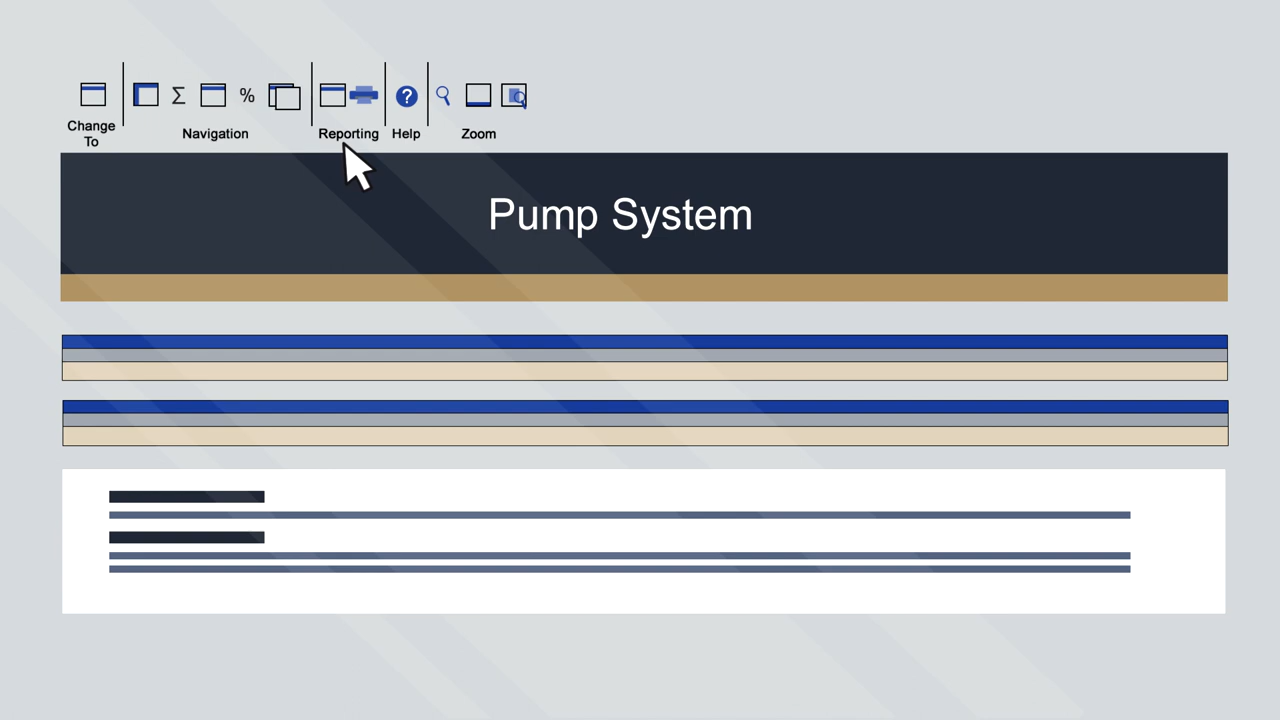 Σ % ?
Change To
Navigation
Reporting
Help
Zoom
Pump System